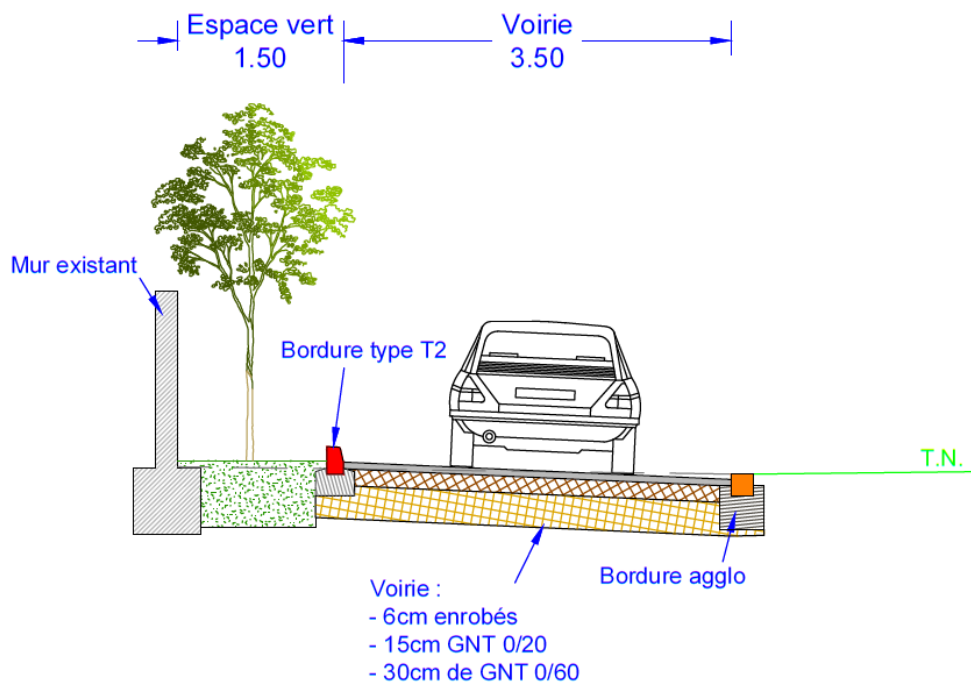 Espace vert
1.50
Voirie
3.50
Mur existant
Bordure type T2
T.N.
Bordure agglo
Voirie :
- 6cm enrobés
- 15cm GNT 0/20
- 30cm de GNT 0/60